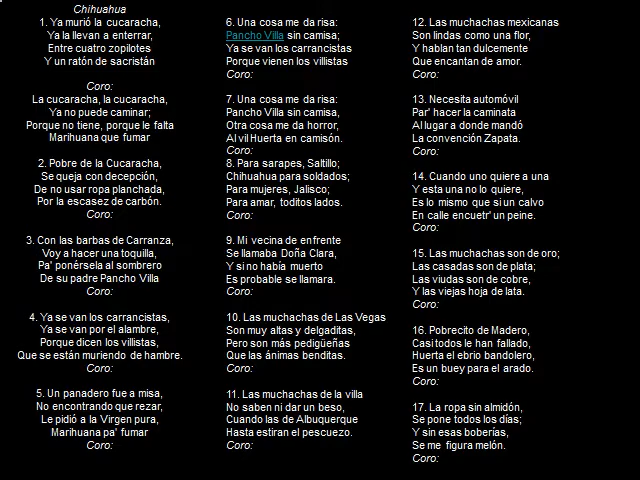 Chihuahua
1. Ya murió la cucaracha,
Ya la llevan a enterrar,
Entre cuatro zopilotes
Y un ratón de sacristán
Coro:
La cucaracha, la cucaracha,
Ya no puede caminar;
Porque no tiene, porque le falta
Marihuana que fumar
2. Pobre de la Cucaracha,
Se queja con decepción,
De no usar ropa planchada,
Por la escasez de carbón.
Coro:
3. Con las barbas de Carranza,
Voy a hacer una toquilla,
Pa' ponérsela al sombrero
De su padre Pancho Villa
Coro:
4. Ya se van los carrancistas,
Ya se van por el alambre,
Porque dicen los villistas,
Que se están muriendo de hambre.
Coro:
5. Un panadero fue a misa,
No encontrando que rezar,
Le pidió a la Virgen pura,
Marihuana pa' fumar
Coro:
6. Una cosa me da risa:
Pancho Villa sin camisa;
Ya se van los carrancistas
Porque vienen los villistas
Coro:
7. Una cosa me da risa:
Pancho Villa sin camisa,
Otra cosa me da horror,
Al vil Huerta en camisón.
Coro:
8. Para sarapes, Saltillo;
Chihuahua para soldados;
Para mujeres, Jalisco;
Para amar, toditos lados.
Coro:
9. Mi vecina de enfrente
Se llamaba Doña Clara,
Y si no había muerto
Es probable se llamara.
Coro:
10. Las muchachas de Las Vegas
Son muy altas y delgaditas,
Pero son más pedigüeñas
Que las ánimas benditas.
Coro:
11. Las muchachas de la villa
No saben ni dar un beso,
Cuando las de Albuquerque
Hasta estiran el pescuezo.
Coro:
12. Las muchachas mexicanas
Son lindas como una flor,
Y hablan tan dulcemente
Que encantan de amor.
Coro:
13. Necesita automóvil
Par' hacer la caminata
Al lugar a donde mandó
La convención Zapata.
Coro:
14. Cuando uno quiere a una
Y esta una no lo quiere,
Es lo mismo que si un calvo
En calle encuetr' un peine.
Coro:
15. Las muchachas son de oro;
Las casadas son de plata;
Las viudas son de cobre,
Y las viejas hoja de lata.
Coro:
16. Pobrecito de Madero,
Casi todos le han fallado,
Huerta el ebrio bandolero,
Es un buey para el arado.
Coro:
17. La ropa sin almidón,
Se pone todos los días;
Y sin esas boberías,
Se me figura melón.
Coro: